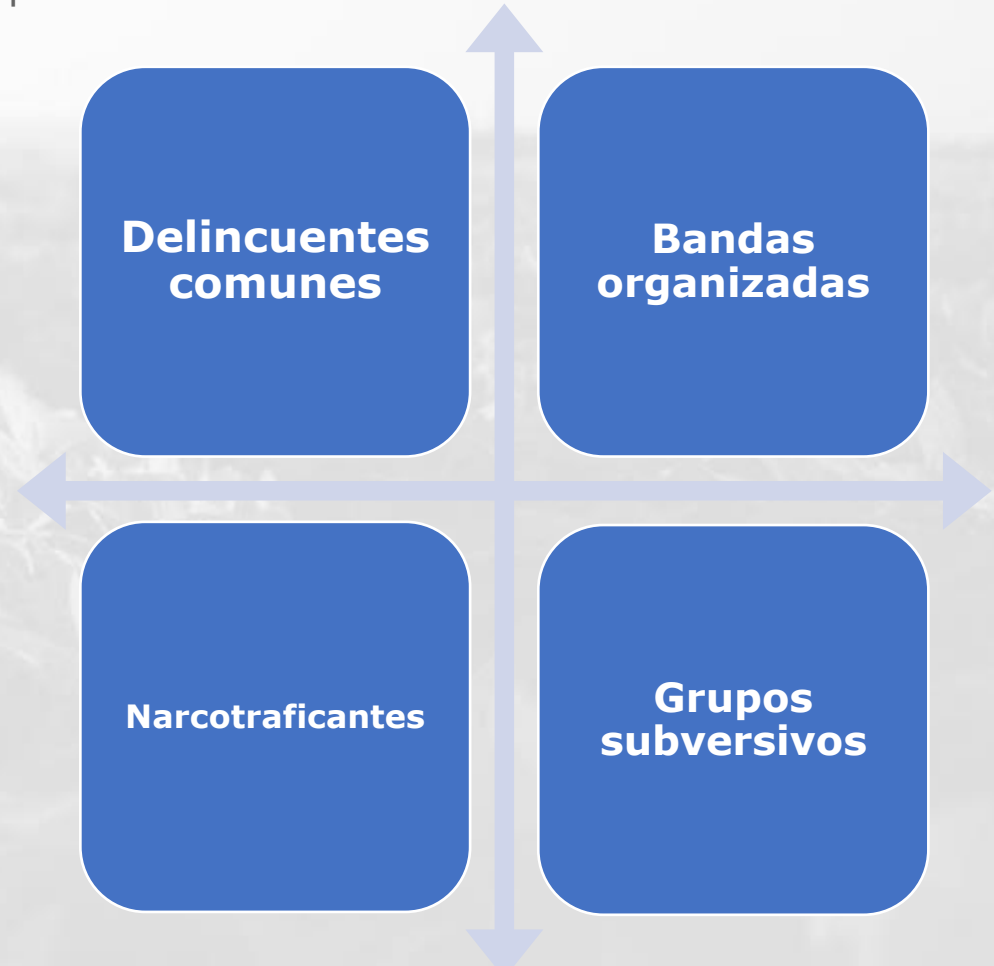 Delincuentes
comunes
Bandas
organizadas
Narcotraficantes
Grupos
subversivos